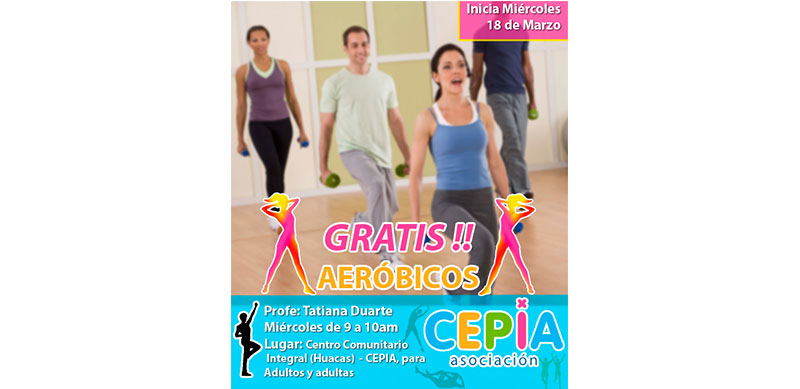 Inicia Miércoles
18 de Marzo
GRATIS !!
AERÓBICOS
Profe: Tatiana Duarte
Miércoles de 9 a 10am
Lugar: Centro Comunitario
Integral (Huacas) - CEPIA, para
Adultos y adultas
CEPiA
asociación